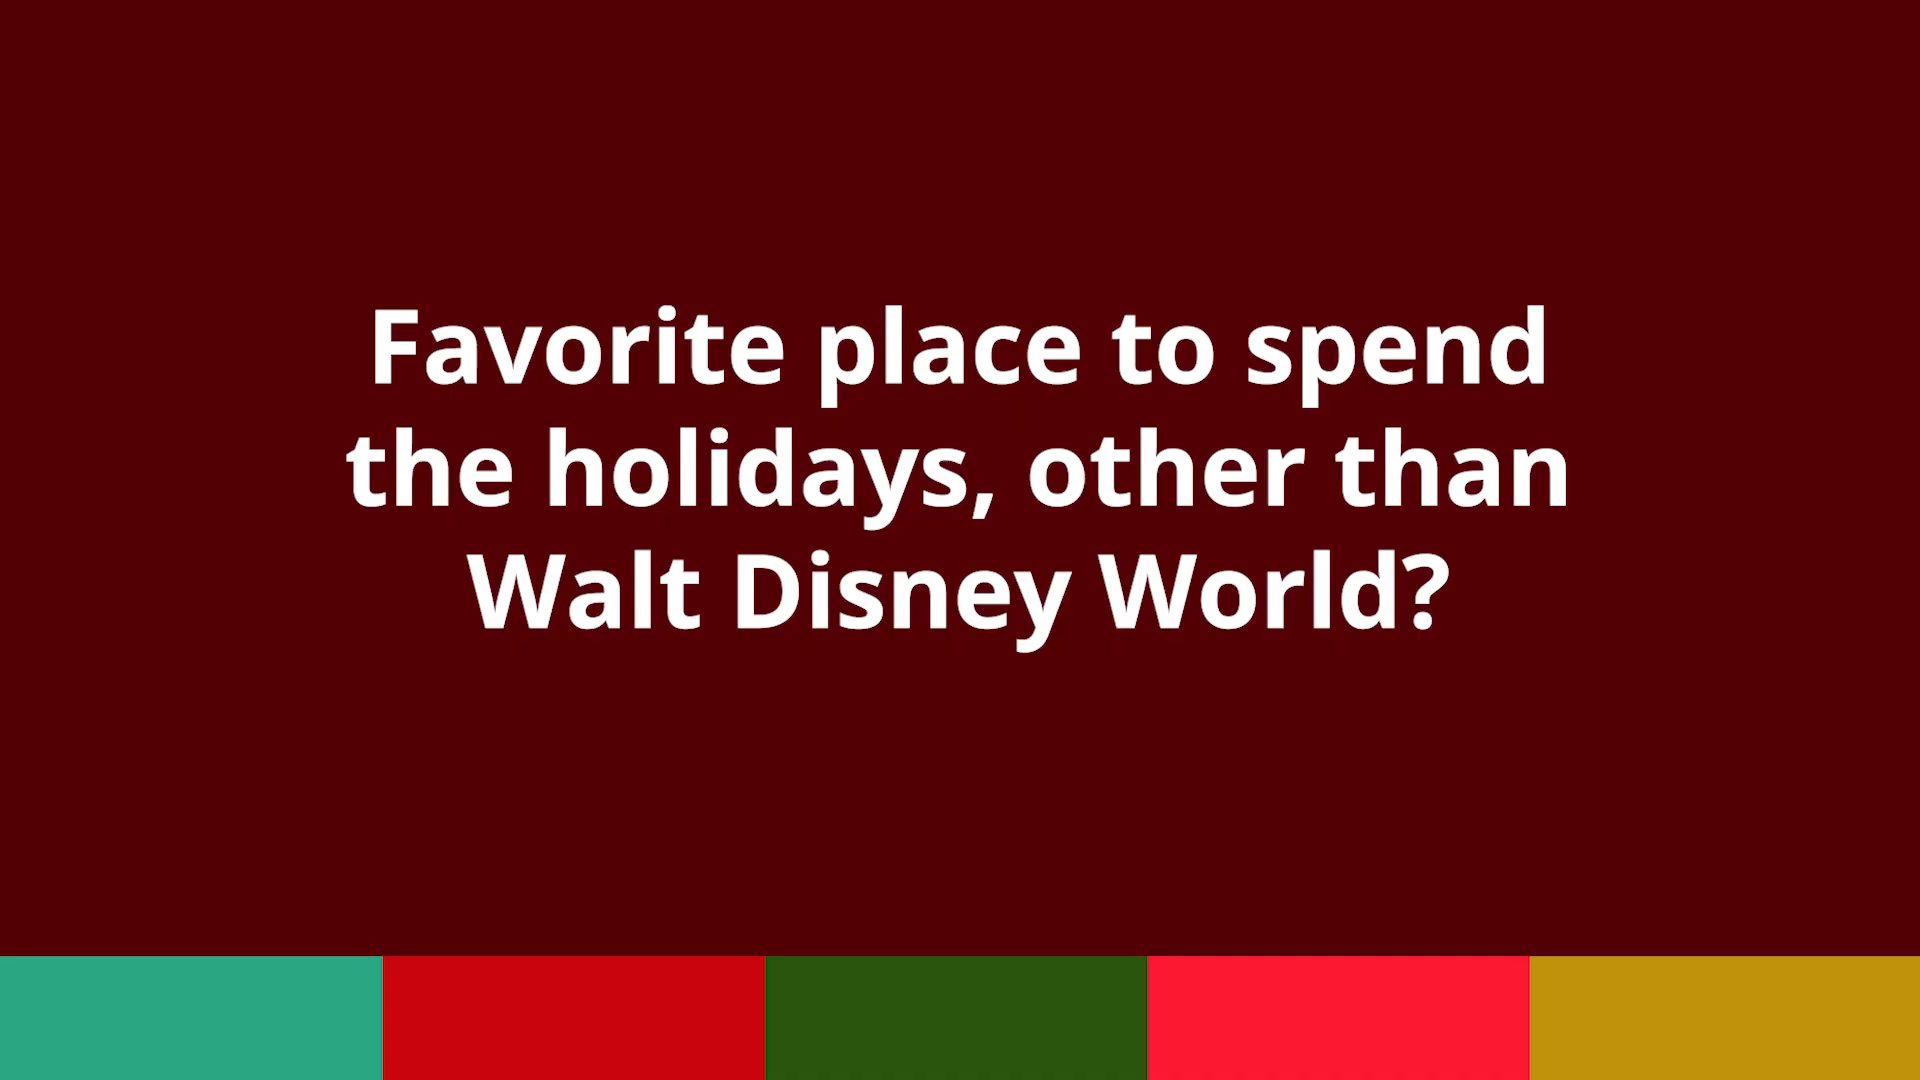 Favorite place to spend
the holidays, other than
Walt Disney World?